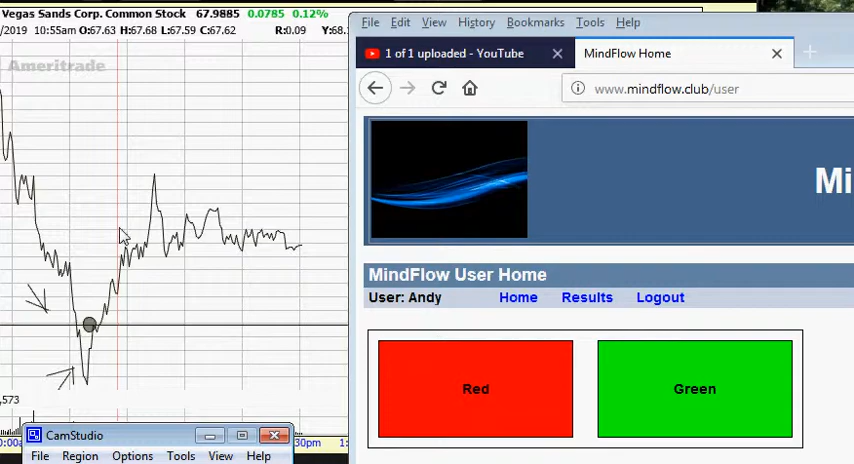 Vegas Sands Corp. Common Stock 67.9885 0.0785 0.12%
/2019 10:55am O:67.63 H:67.68 L:67.59 C:67.62 R:0.09
Ameritrade
,573
30pm
CamStudio
File Region Options Tools View Help
File Edit View History Bookmarks Tools Help
1 of 1 uploaded - YouTube
MindFlow Home
www.mindflow.club/user
Mi
MindFlow User Home
User: Andy Home Results Logout
Red Green